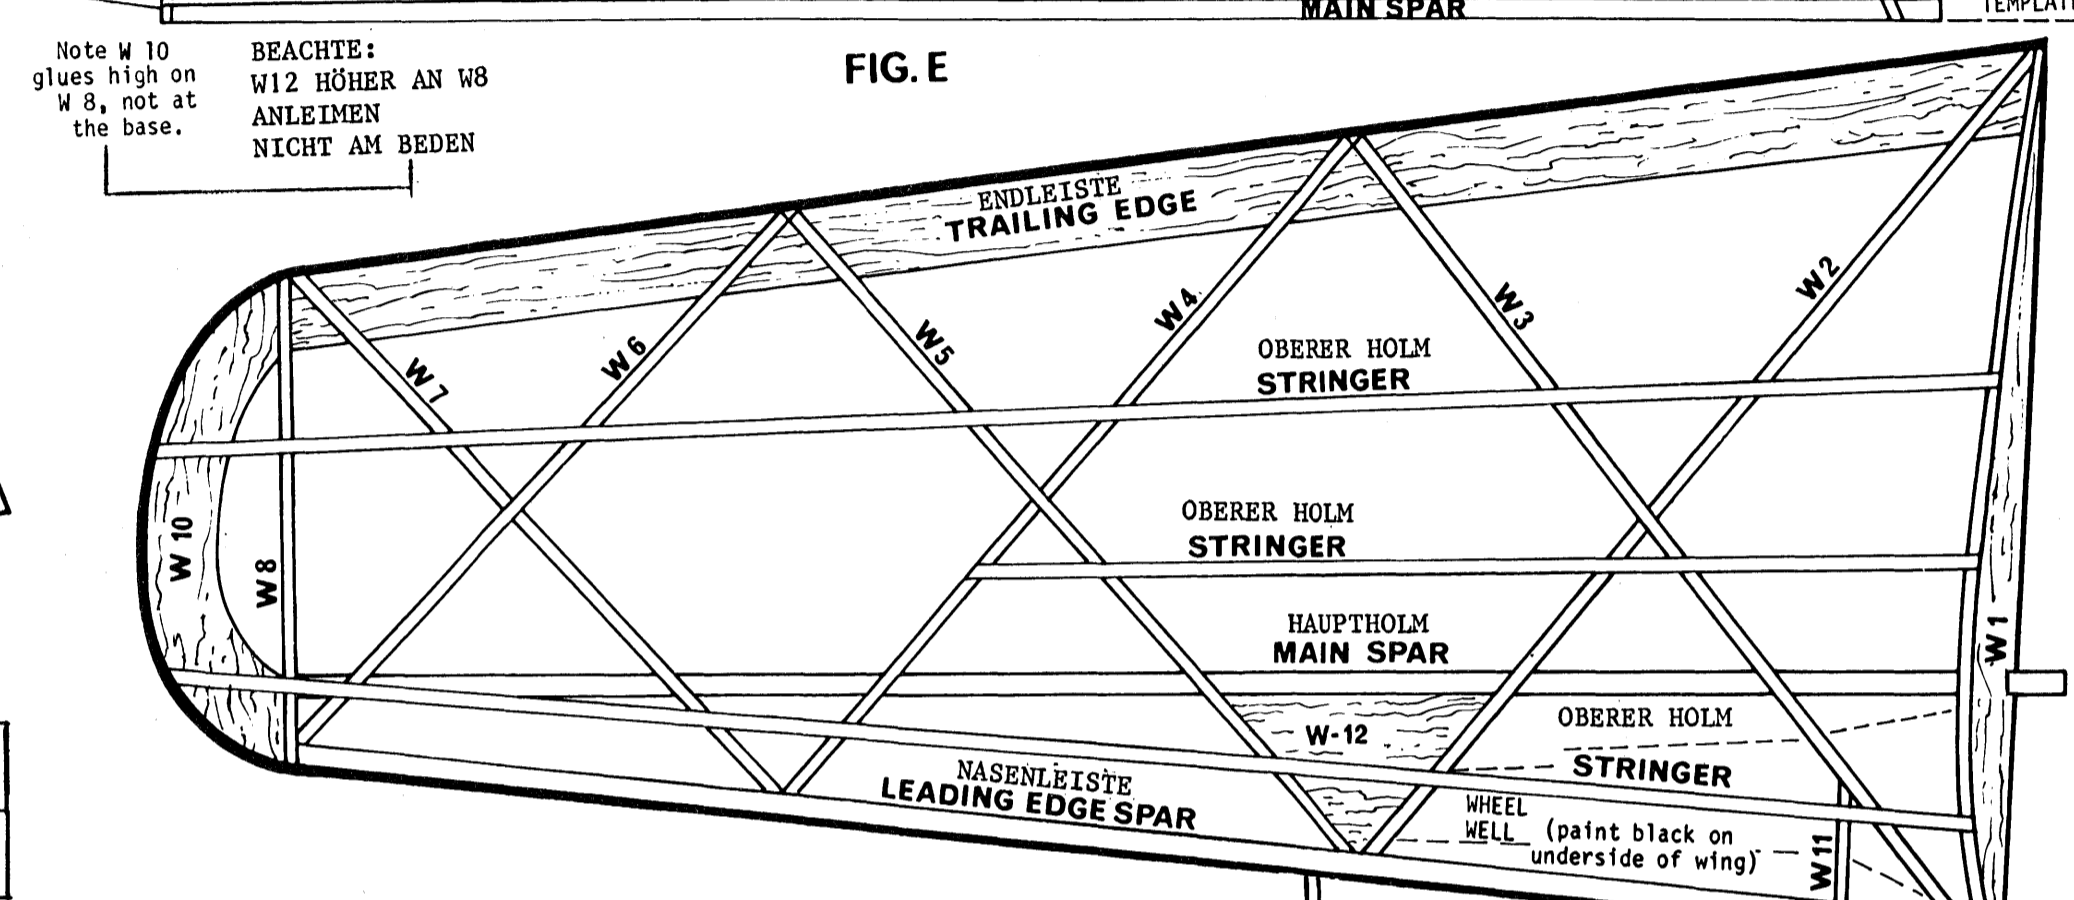 MAIN SPAR
Note W 10
glues high on
W 8, not at
the base.
BEACHTE:
W12 HÖHER AN W8
ANLEIMEN
NICHT AM BEDEN
FIG. E
ENDLEISTE
TRAILING EDGE
W2
W3
W4
W5
W6
W7
OBERER HOLM
STRINGER
OBERER HOLM
STRINGER
W 10
W8
HAUPTHOLM
MAIN SPAR
W1
W-12
OBERER HOLM
STRINGER
NASENLEISTE
LEADING EDGE SPAR
WHEEL
WELL (paint black on
underside of wing)
W11